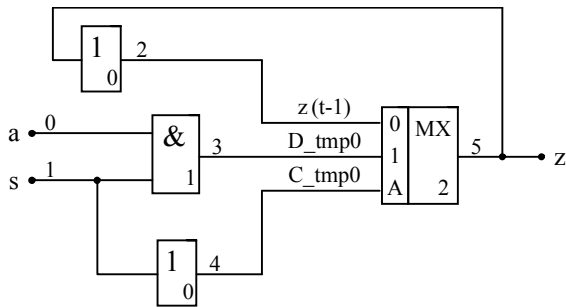 1 2
0
z(t-1)
a 0
& 3
1
D_tmp0
0 MX
1
5 z
s 1
C_tmp0
A 2
1 4
0